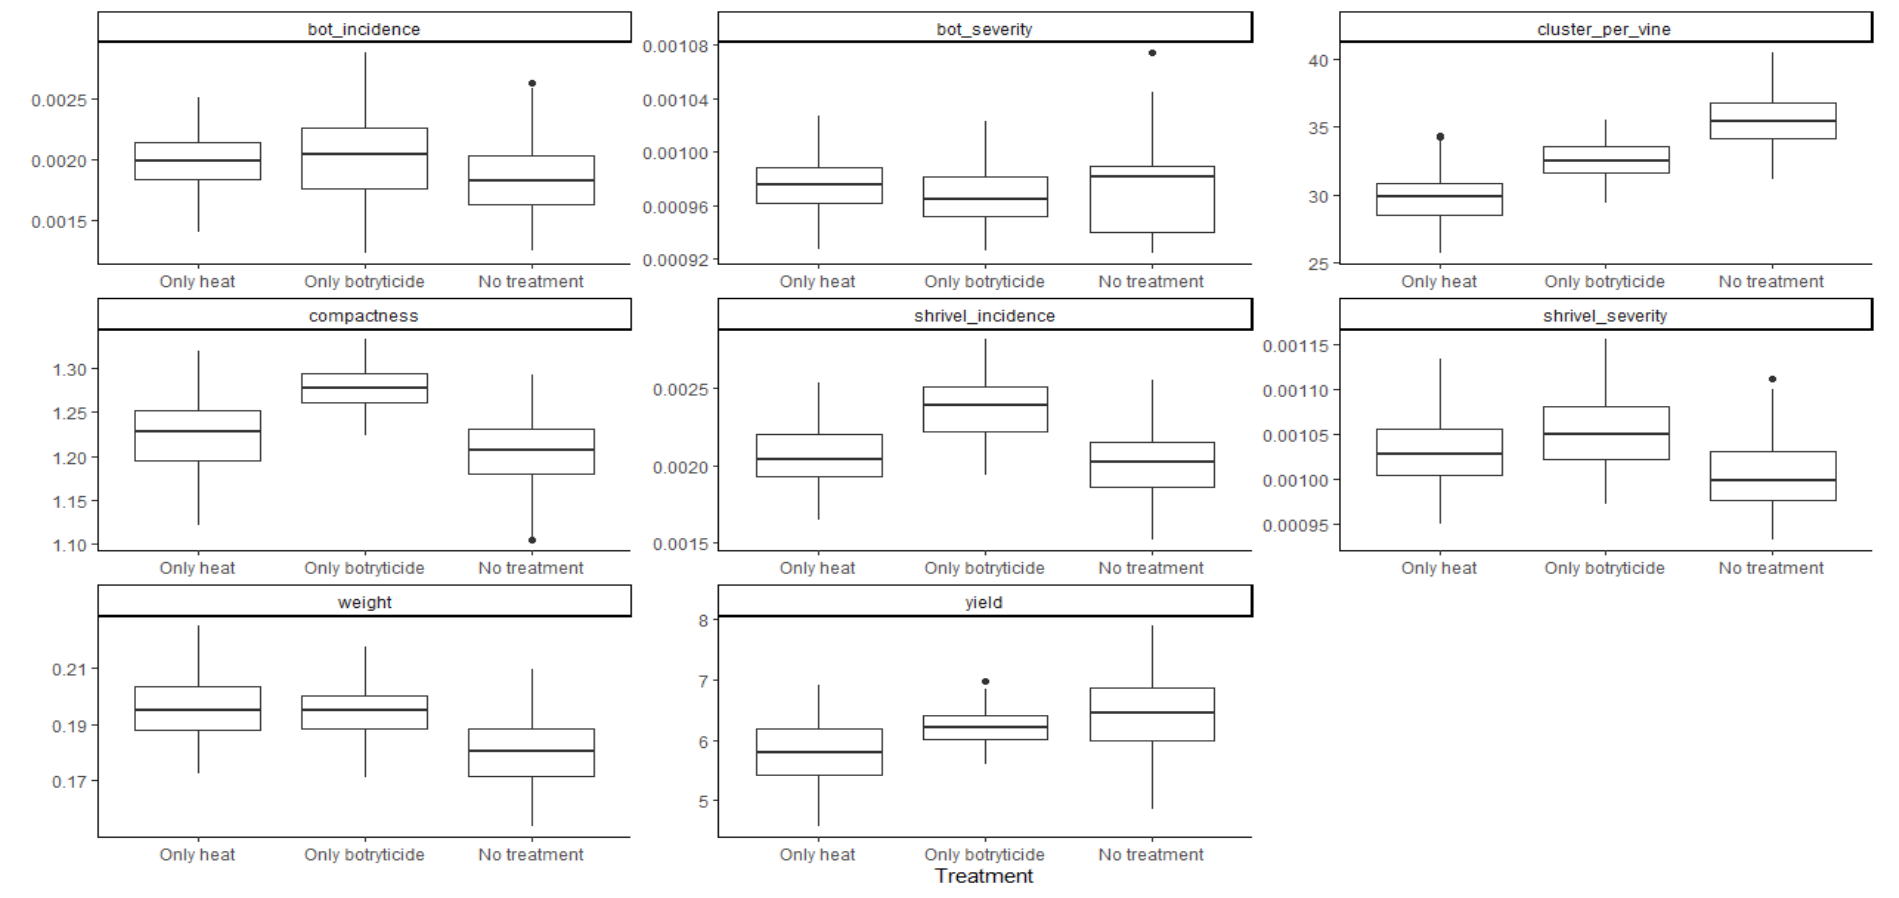 bot_incidence
0.0025
0.0020
0.0015
Only heat Only botryticide No treatment
bot_severity
0.00108
0.00104
0.00100
0.00096
0.00092
Only heat Only botryticide No treatment
cluster_per_vine
40
35
30
25
Only heat Only botryticide No treatment
compactness
1.30
1.25
1.20
1.15
1.10
Only heat Only botryticide No treatment
shrivel_incidence
0.0025
0.0020
0.0015
Only heat Only botryticide No treatment
shrivel_severity
0.00115
0.00110
0.00105
0.00100
0.00095
Only heat Only botryticide No treatment
weight
0.21
0.19
0.17
Only heat Only botryticide No treatment
yield
8
7
6
5
Only heat Only botryticide No treatment
Treatment